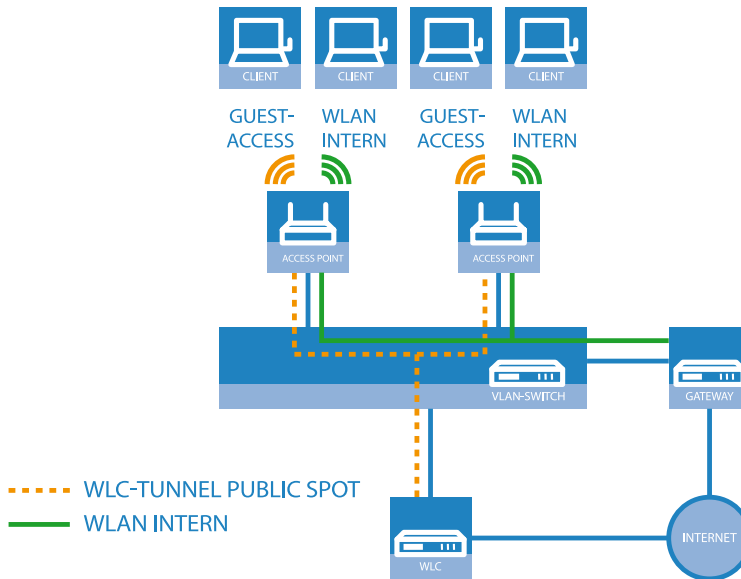 CLIENT
CLIENT
CLIENT
CLIENT
GUEST-
ACCESS
WLAN
INTERN
GUEST-
ACCESS
WLAN
INTERN
ACCESS POINT
ACCESS POINT
VLAN-SWITCH
GATEWAY
WLC-TUNNEL PUBLIC SPOT
WLAN INTERN
INTERNET
WLC